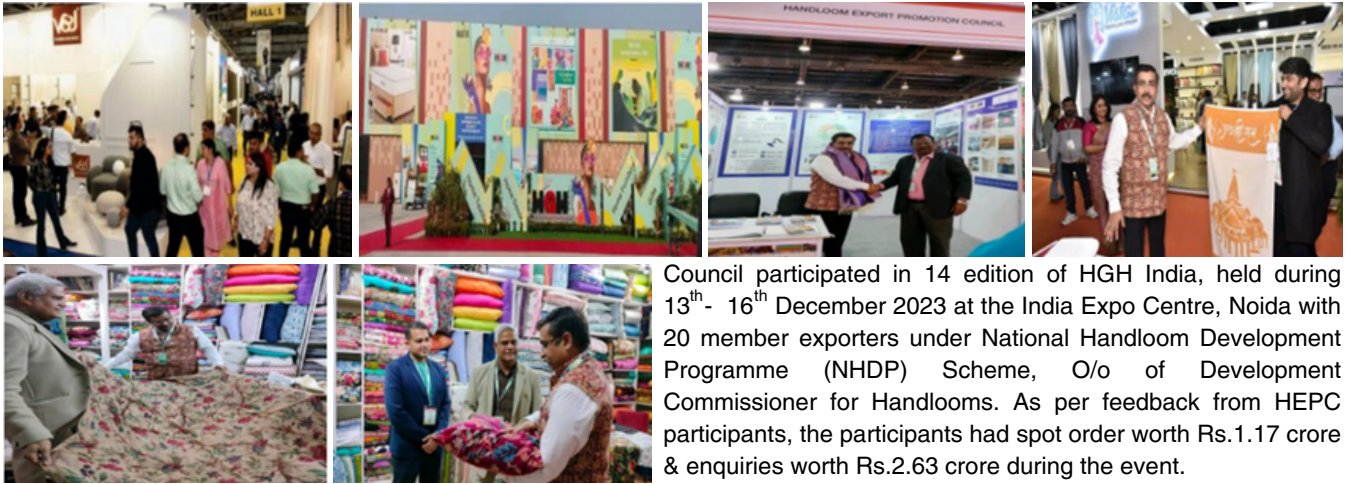 HALL 1
HGH
HANDLOOM EXPORT PROMOTION COUNCIL
Council participated in 14 edition of HGH India, held during
13th- 16th December 2023 at the India Expo Centre, Noida with
20 member exporters under National Handloom Development
Programme (NHDP) Scheme, O/o of Development
Commissioner for Handlooms. As per feedback from HEPC
participants, the participants had spot order worth Rs.1.17 crore
& enquiries worth Rs.2.63 crore during the event.